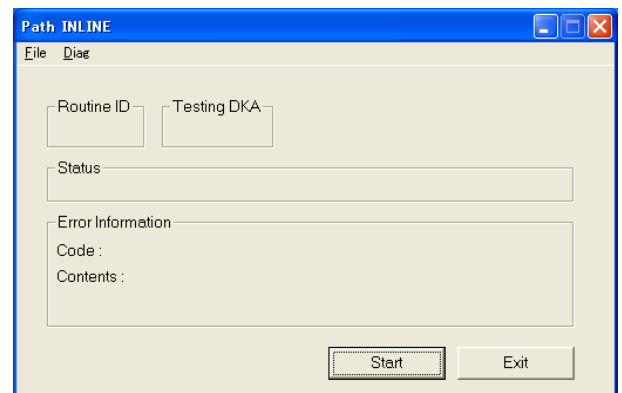 Path INLINE
File Diag
Routine ID Testing DKA
Status
Error Information
Code :
Contents :
Start Exit